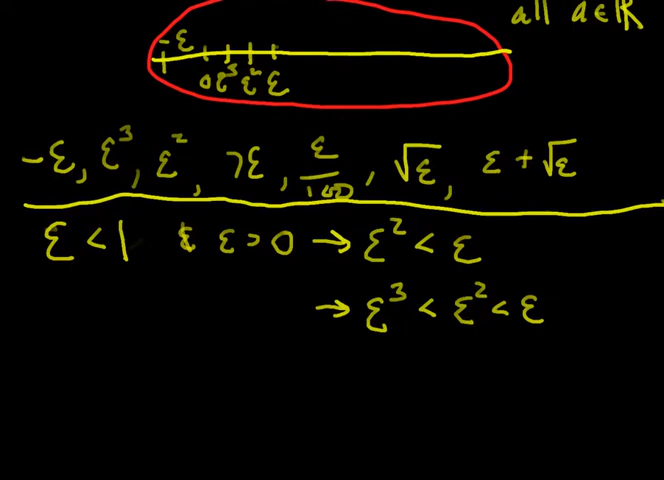 all a∈ℝ
-ε
0 ε³ ε² ε
-ε, ε³, ε², 7ε, ε/100, √ε, ε + √ε
ε < 1 & ε > 0 → ε² < ε
→ ε³ < ε² < ε